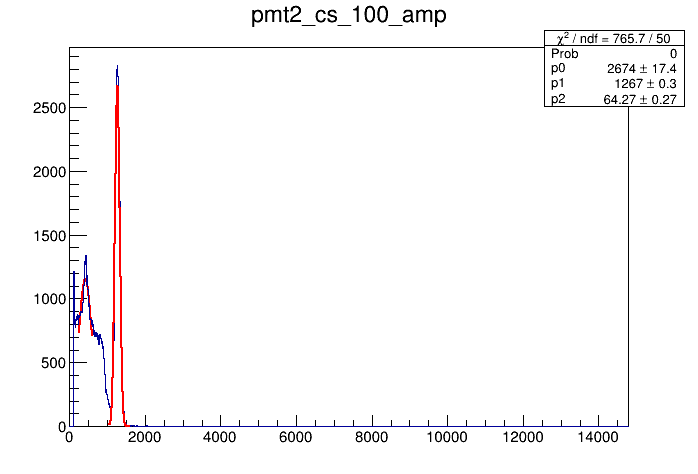 pmt2_cs_100_amp
χ² / ndf = 765.7 / 50
Prob 0
p0 2674 ± 17.4
p1 1267 ± 0.3
p2 64.27 ± 0.27
2500
2000
1500
1000
500
0
0 2000 4000 6000 8000 10000 12000 14000